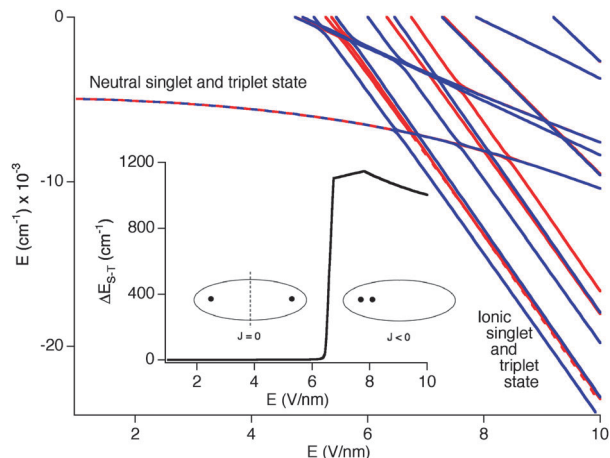 0
Neutral singlet and triplet state
-10
-20
E (cm⁻¹) x 10⁻³
1200
800
400
0
ΔE_S-T (cm⁻¹)
J = 0
J < 0
2
4
6
8
10
E (V/nm)
Ionic
singlet
and
triplet
state
2
4
6
8
10
E (V/nm)